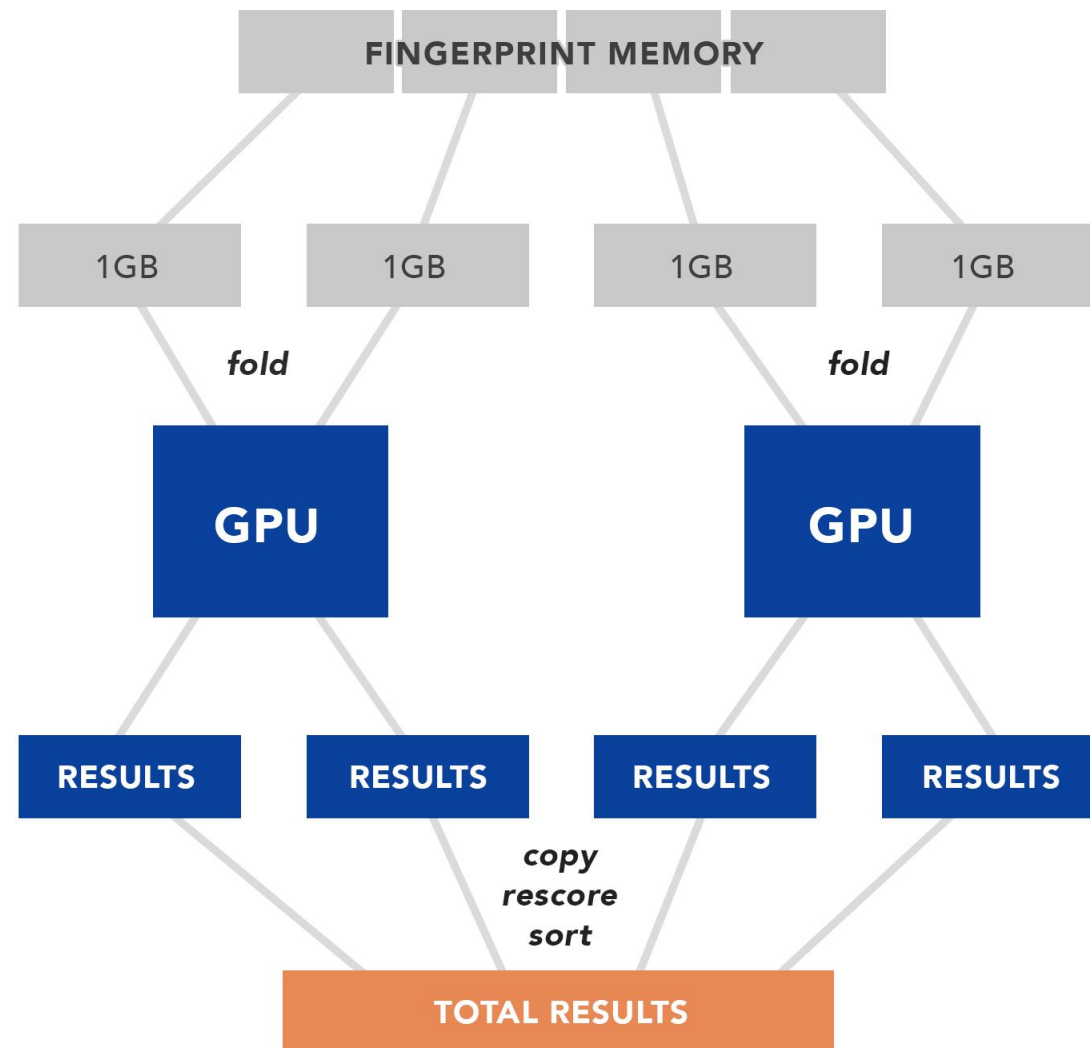 FINGERPRINT MEMORY
1GB
1GB
1GB
1GB
fold
fold
GPU
GPU
RESULTS
RESULTS
RESULTS
RESULTS
copy
rescore
sort
TOTAL RESULTS